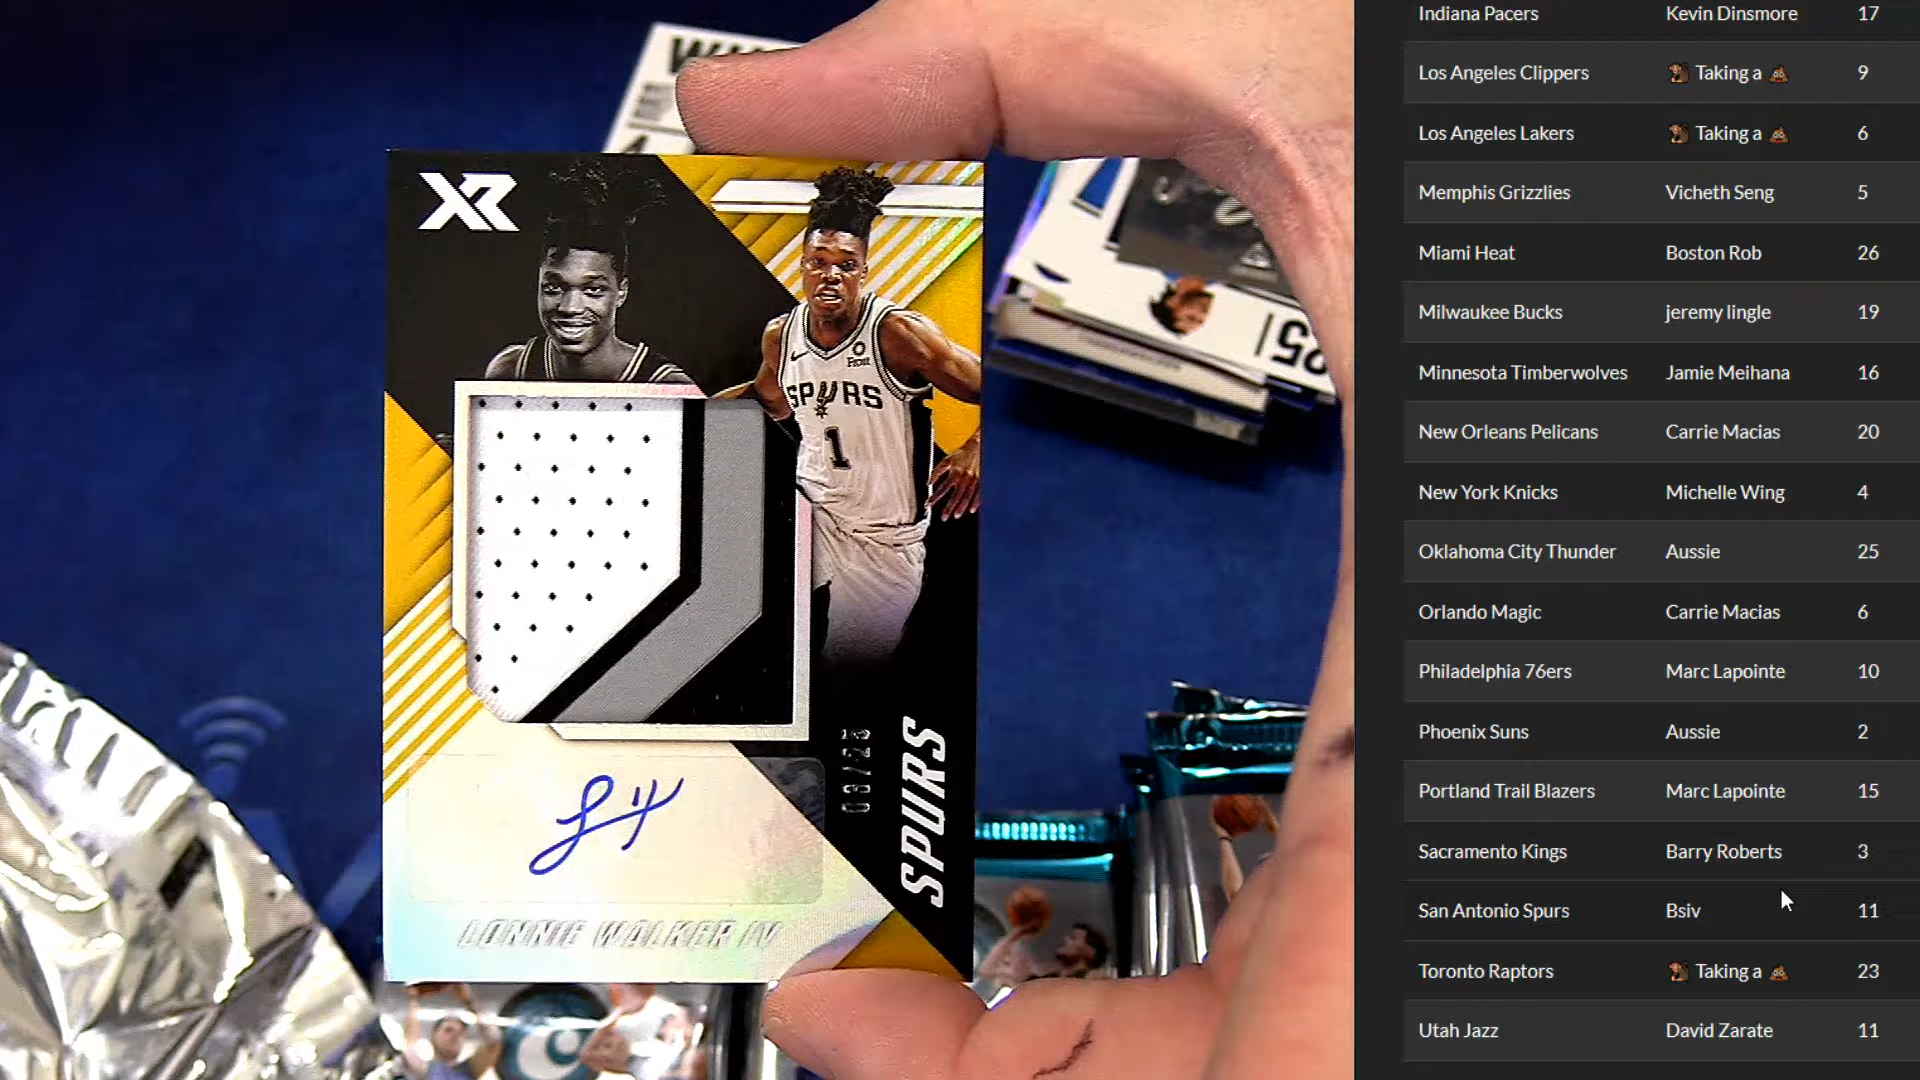 XR
SPURS
1
03/25
SPURS
LONNIE WALKER IV
25
Indiana Pacers Kevin Dinsmore 17
Los Angeles Clippers 🐒 Taking a 💩 9
Los Angeles Lakers 🐒 Taking a 💩 6
Memphis Grizzlies Vicheth Seng 5
Miami Heat Boston Rob 26
Milwaukee Bucks jeremy lingle 19
Minnesota Timberwolves Jamie Meihana 16
New Orleans Pelicans Carrie Macias 20
New York Knicks Michelle Wing 4
Oklahoma City Thunder Aussie 25
Orlando Magic Carrie Macias 6
Philadelphia 76ers Marc Lapointe 10
Phoenix Suns Aussie 2
Portland Trail Blazers Marc Lapointe 15
Sacramento Kings Barry Roberts 3
San Antonio Spurs Bsiv 11
Toronto Raptors 🐒 Taking a 💩 23
Utah Jazz David Zarate 11